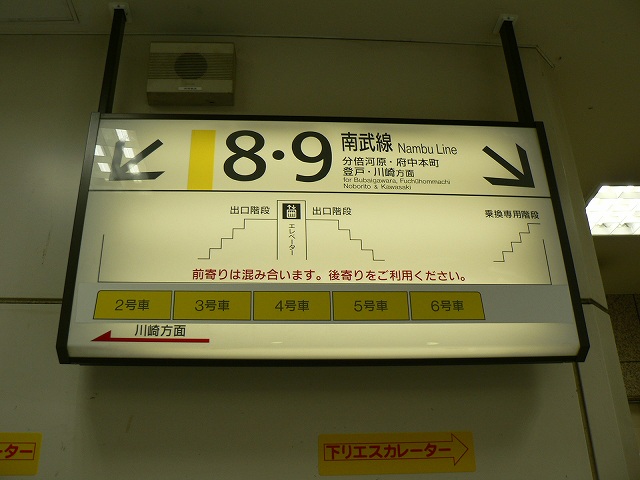 8・9 南武線 Nambu Line
分倍河原・府中本町
登戸・川崎方面
for Bubaigawara, Fuchūhommachi
Noborito & Kawasaki
出口階段 エレベーター 出口階段 乗換専用階段
前寄りは混み合います。後寄りをご利用ください。
2号車 3号車 4号車 5号車 6号車
川崎方面
ーター 下りエスカレーター